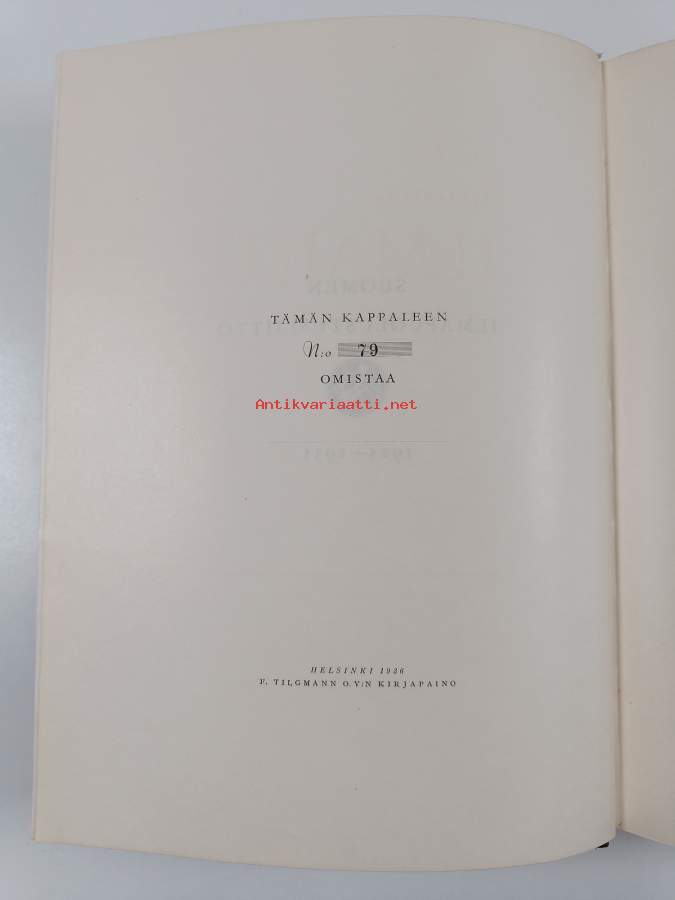 TÄMÄN KAPPALEEN
N:o 79
OMISTAA
Antikvariaatti.net
HELSINKI 1936
F. TILGMANN O.Y:N KIRJAPAINO